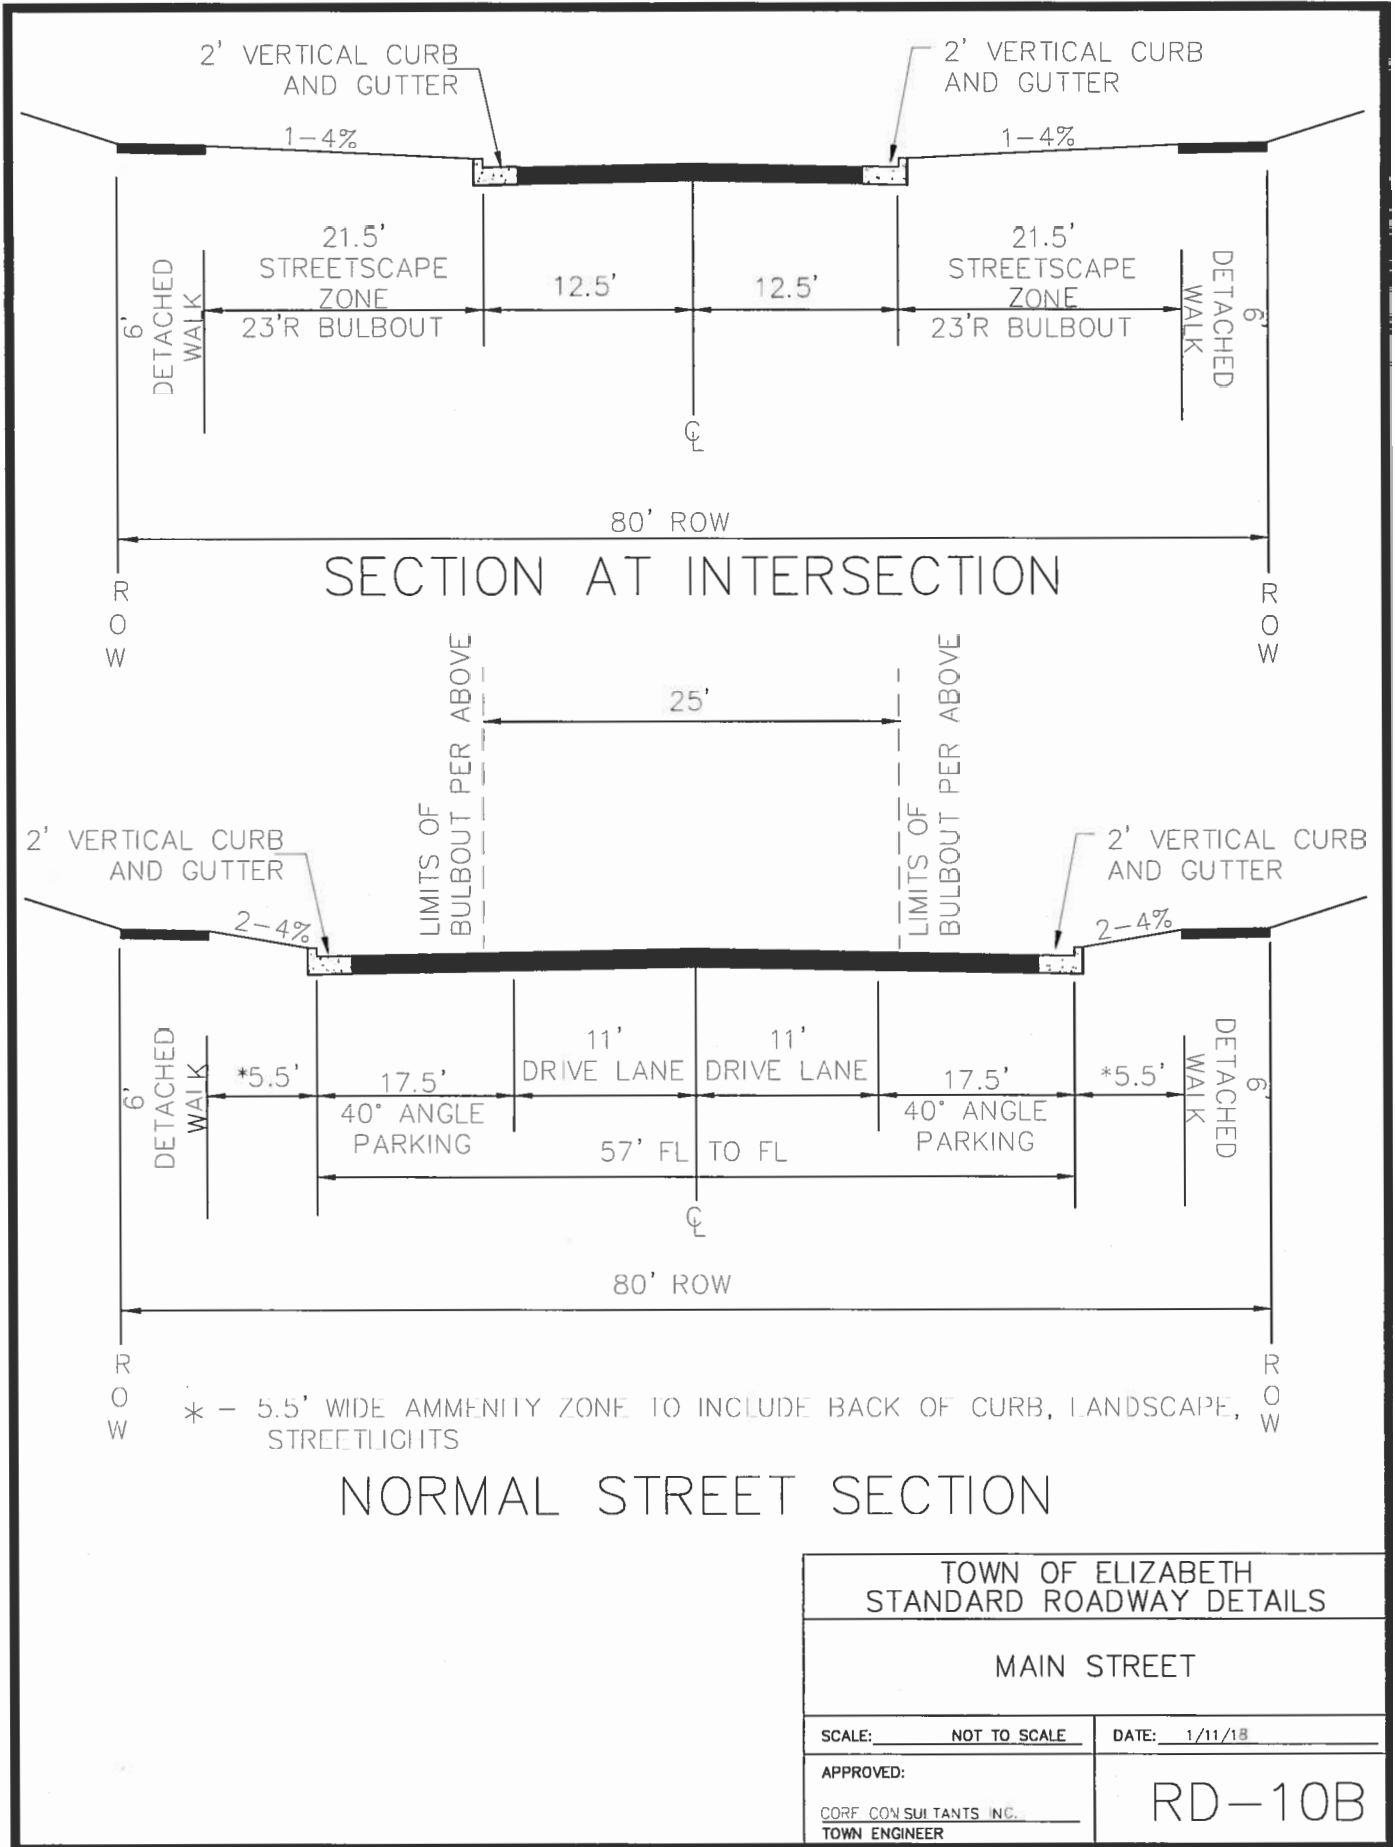 2' VERTICAL CURB
AND GUTTER
2' VERTICAL CURB
AND GUTTER
1-4%
1-4%
6'
DETACHED
WALK
21.5'
STREETSCAPE
ZONE
23'R BULBOUT
12.5'
12.5'
21.5'
STREETSCAPE
ZONE
23'R BULBOUT
6'
DETACHED
WALK
℄
80' ROW
SECTION AT INTERSECTION
ROW
ROW
LIMITS OF
BULBOUT PER ABOVE
25'
LIMITS OF
BULBOUT PER ABOVE
2' VERTICAL CURB
AND GUTTER
2' VERTICAL CURB
AND GUTTER
2-4%
2-4%
6'
DETACHED
WALK
*5.5'
17.5'
40° ANGLE
PARKING
11'
DRIVE LANE
11'
DRIVE LANE
17.5'
40° ANGLE
PARKING
*5.5'
6'
DETACHED
WALK
57' FL TO FL
℄
80' ROW
ROW
ROW
* - 5.5' WIDE AMMENITY ZONE TO INCLUDE BACK OF CURB, LANDSCAPE,
STREETLIGHTS
NORMAL STREET SECTION
TOWN OF ELIZABETH
STANDARD ROADWAY DETAILS
MAIN STREET
SCALE: NOT TO SCALE
DATE: 1/11/18
APPROVED:
CORE CONSULTANTS INC.
TOWN ENGINEER
RD-10B